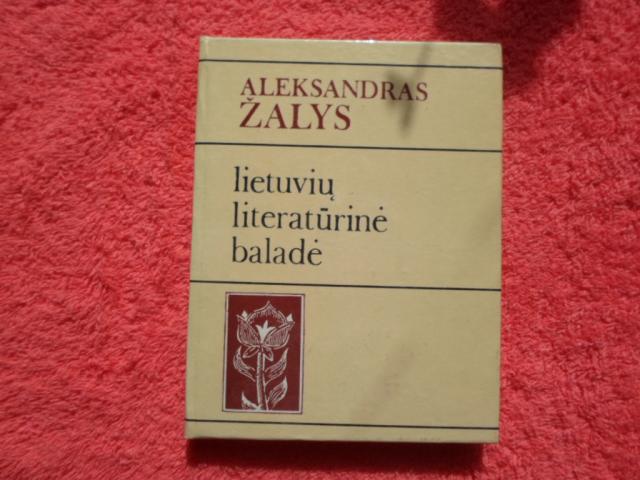 ALEKSANDRAS
ŽALYS
lietuvių
literatūrinė
baladė